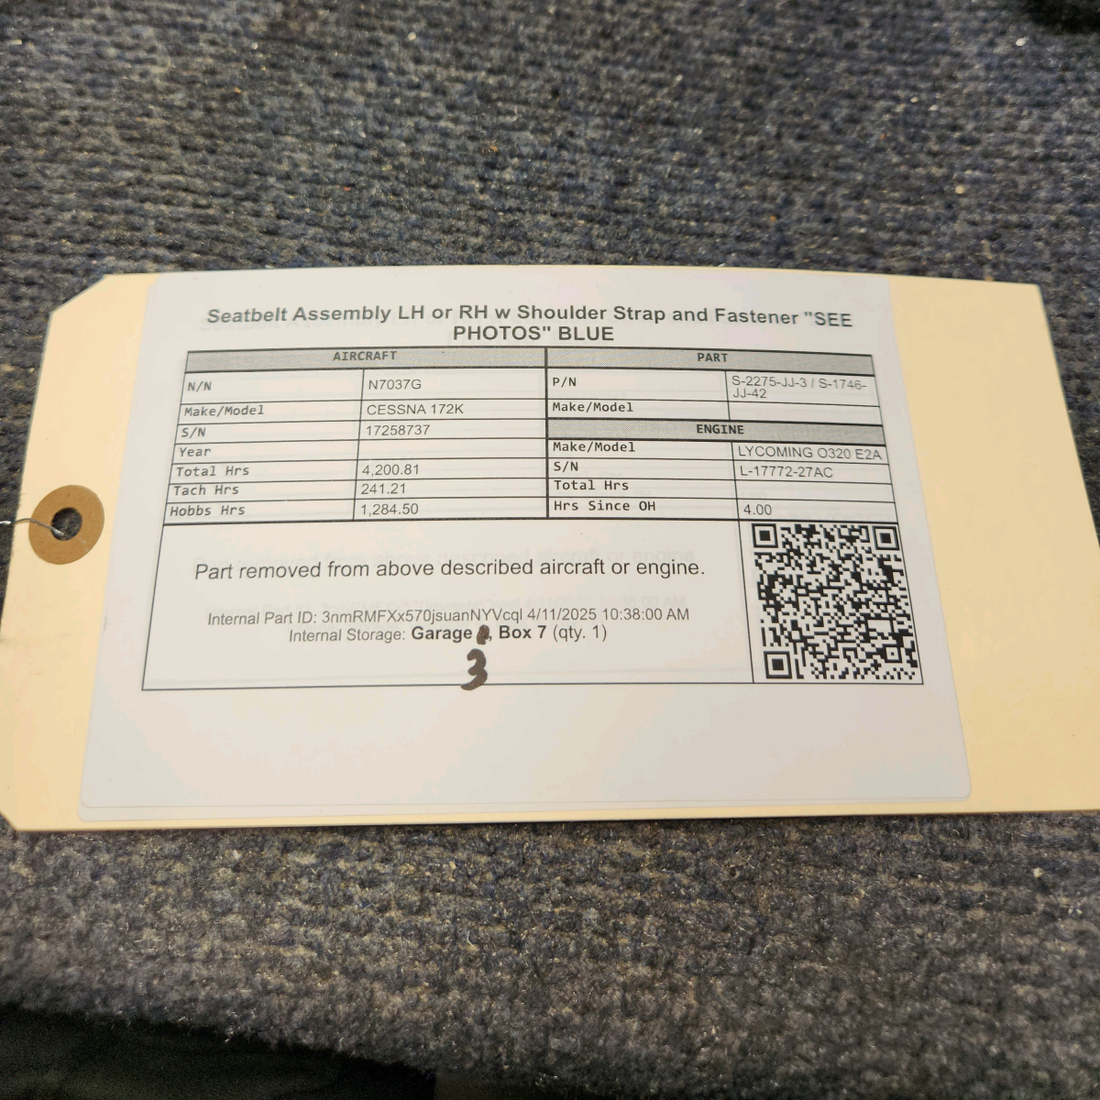 Seatbelt Assembly LH or RH w Shoulder Strap and Fastener "SEE
PHOTOS" BLUE
AIRCRAFT
N/N N7037G
Make/Model CESSNA 172K
S/N 17258737
Year
Total Hrs 4,200.81
Tach Hrs 241.21
Hobbs Hrs 1,284.50
PART
P/N S-2275-JJ-3 / S-1746-
JJ-42
Make/Model
ENGINE
Make/Model LYCOMING O320 E2A
S/N L-17772-27AC
Total Hrs
Hrs Since OH 4.00
Part removed from above described aircraft or engine.
Internal Part ID: 3nmRMFXx570jsuanNYVcql 4/11/2025 10:38:00 AM
Internal Storage: Garage , Box 7 (qty. 1)
3